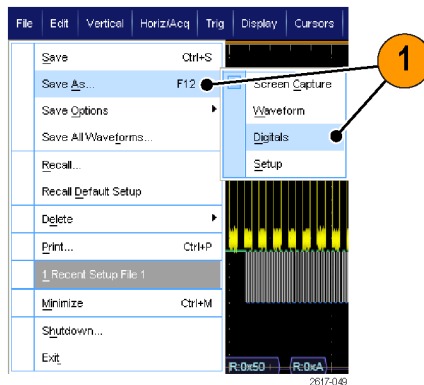 File Edit Vertical Horiz/Acq Trig Display Cursors
Save Ctrl+S
Save As... F12
Save Options
Save All Waveforms...
Recall...
Recall Default Setup
Delete
Print... Ctrl+P
1 Recent Setup File 1
Minimize Ctrl+M
Shutdown...
Exit
Screen Capture
Waveform
Digitals
Setup
1
R:0x50 R:0xA
2617-049